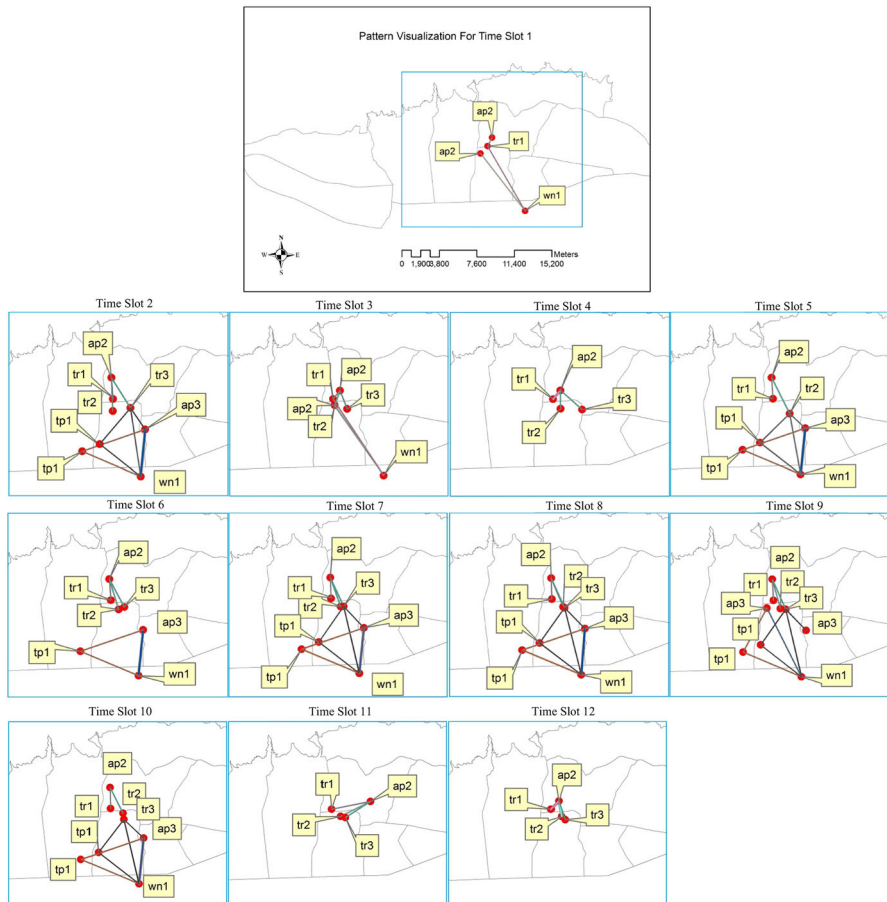 Pattern Visualization For Time Slot 1
ap2
tr1
ap2
wn1
N
W E
S
Meters
0 1,900 3,800 7,600 11,400 15,200
Time Slot 2
ap2
tr1
tr3
tr2
ap3
tp1
tp1
wn1
Time Slot 3
ap2
tr1
tr3
ap2
tr2
wn1
Time Slot 4
ap2
tr1
tr3
tr2
Time Slot 5
ap2
tr1
tr2
tp1
ap3
tp1
wn1
Time Slot 6
ap2
tr1
tr3
tr2
ap3
tp1
wn1
Time Slot 7
ap2
tr1
tr3
tr2
tp1
ap3
tp1
wn1
Time Slot 8
ap2
tr2
tr1
tr3
tp1
ap3
tp1
wn1
Time Slot 9
ap2
tr1
tr2
ap3
tr3
tp1
ap3
tp1
wn1
Time Slot 10
ap2
tr2
tr1
tr3
tp1
ap3
tp1
wn1
Time Slot 11
tr1
ap2
tr2
tr3
Time Slot 12
ap2
tr1
tr2
tr3